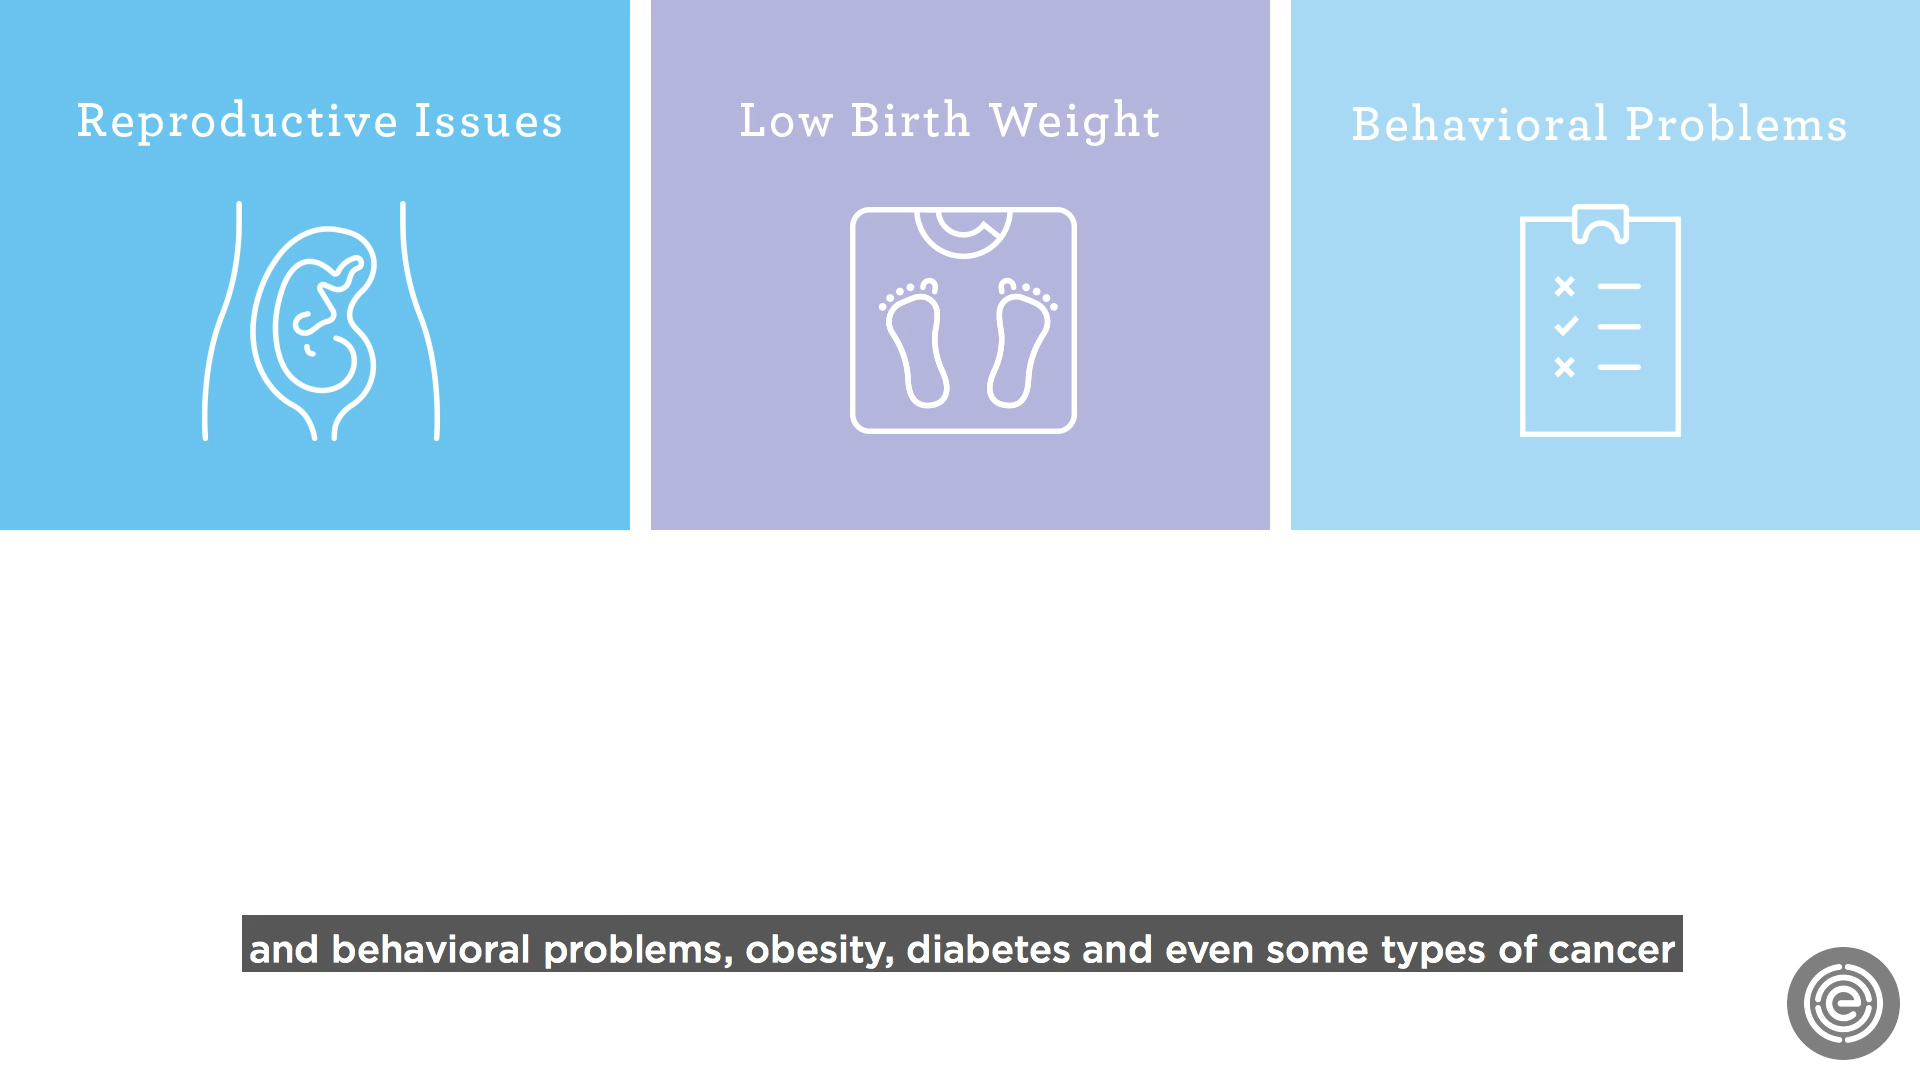 Reproductive Issues
Low Birth Weight
Behavioral Problems
and behavioral problems, obesity, diabetes and even some types of cancer
e